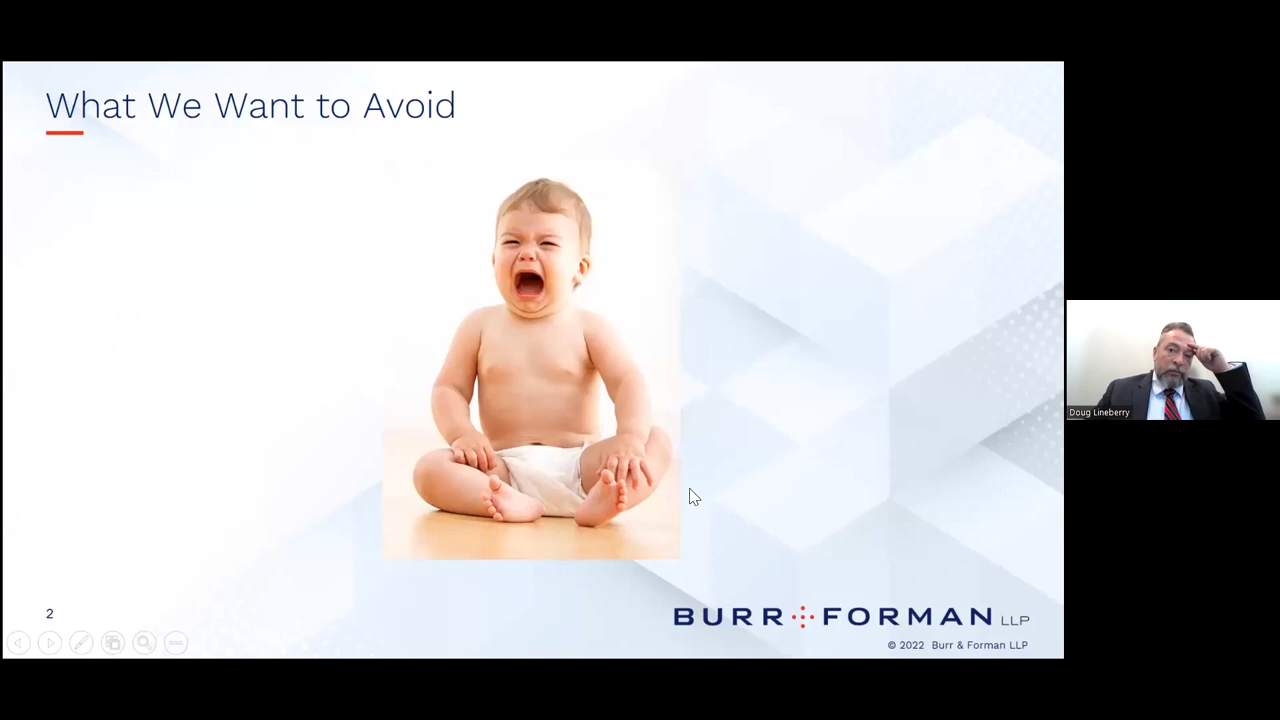 What We Want to Avoid
Doug Lineberry
2
BURR FORMAN LLP
© 2022 Burr & Forman LLP